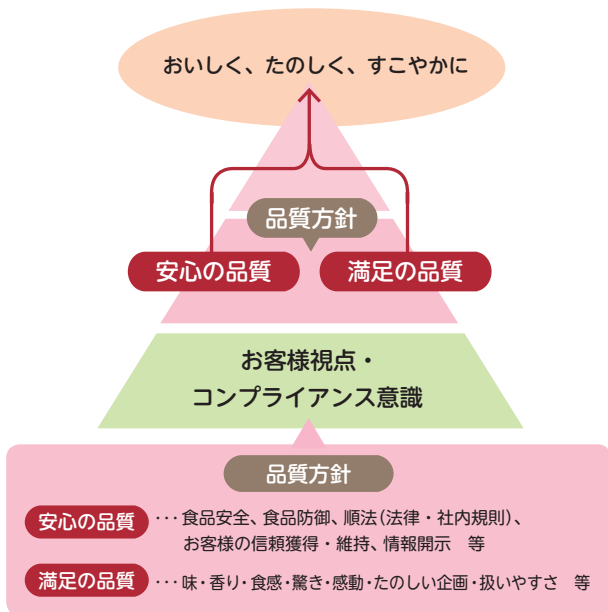 おいしく、たのしく、すこやかに
品質方針
安心の品質
満足の品質
お客様視点・
コンプライアンス意識
品質方針
安心の品質 ･･･食品安全、食品防御、順法(法律・社内規則)、
お客様の信頼獲得・維持、情報開示　等
満足の品質 ･･･味・香り・食感・驚き・感動・たのしい企画・扱いやすさ　等